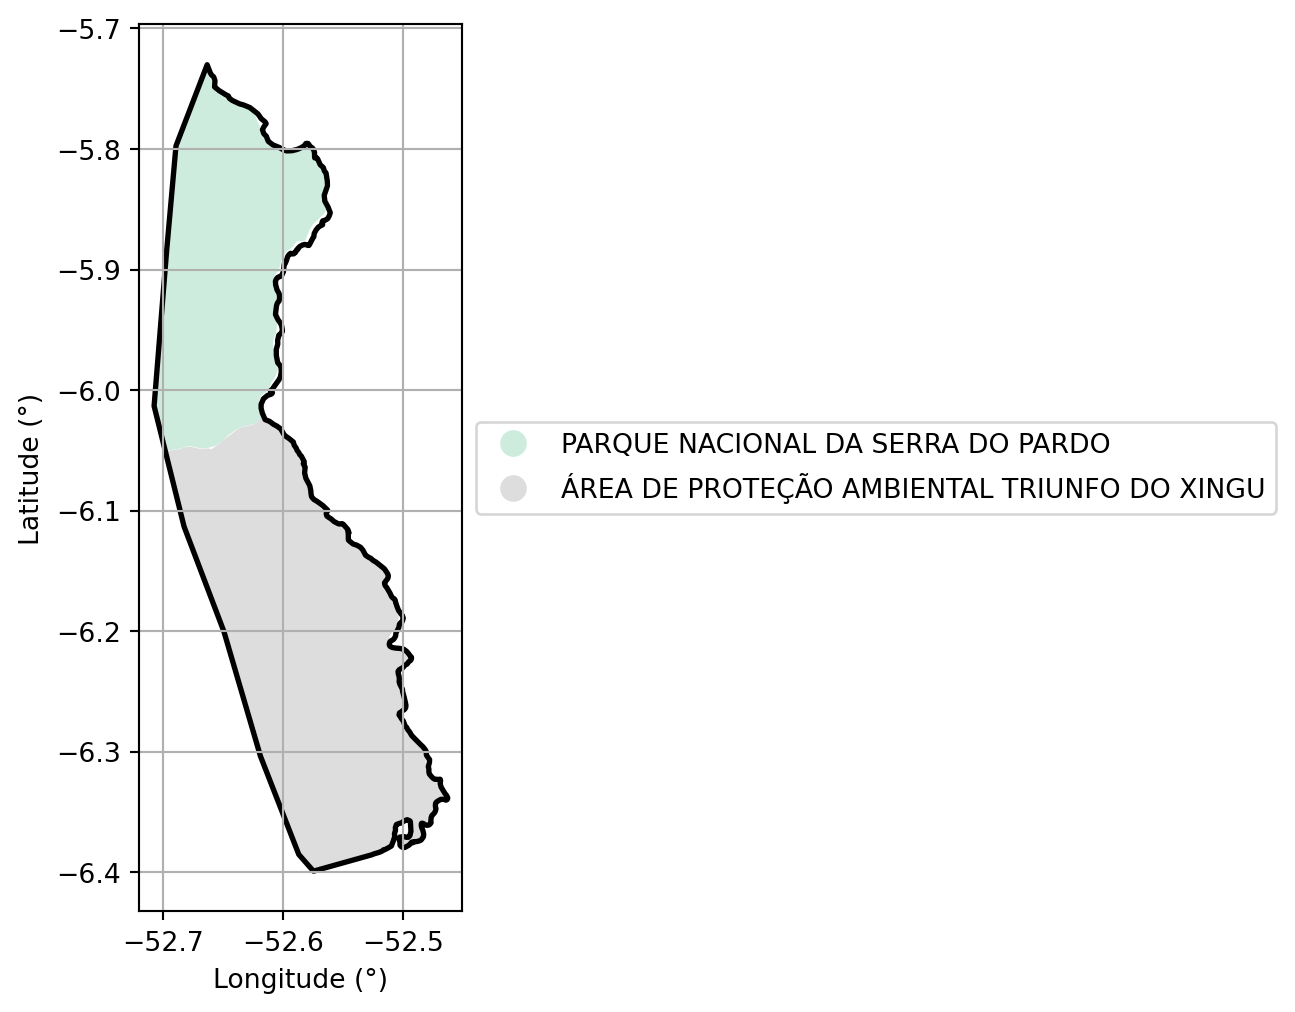 −5.7
−5.8
−5.9
−6.0
−6.1
−6.2
−6.3
−6.4
Latitude (°)
−52.7 −52.6 −52.5
Longitude (°)
PARQUE NACIONAL DA SERRA DO PARDO
ÁREA DE PROTEÇÃO AMBIENTAL TRIUNFO DO XINGU